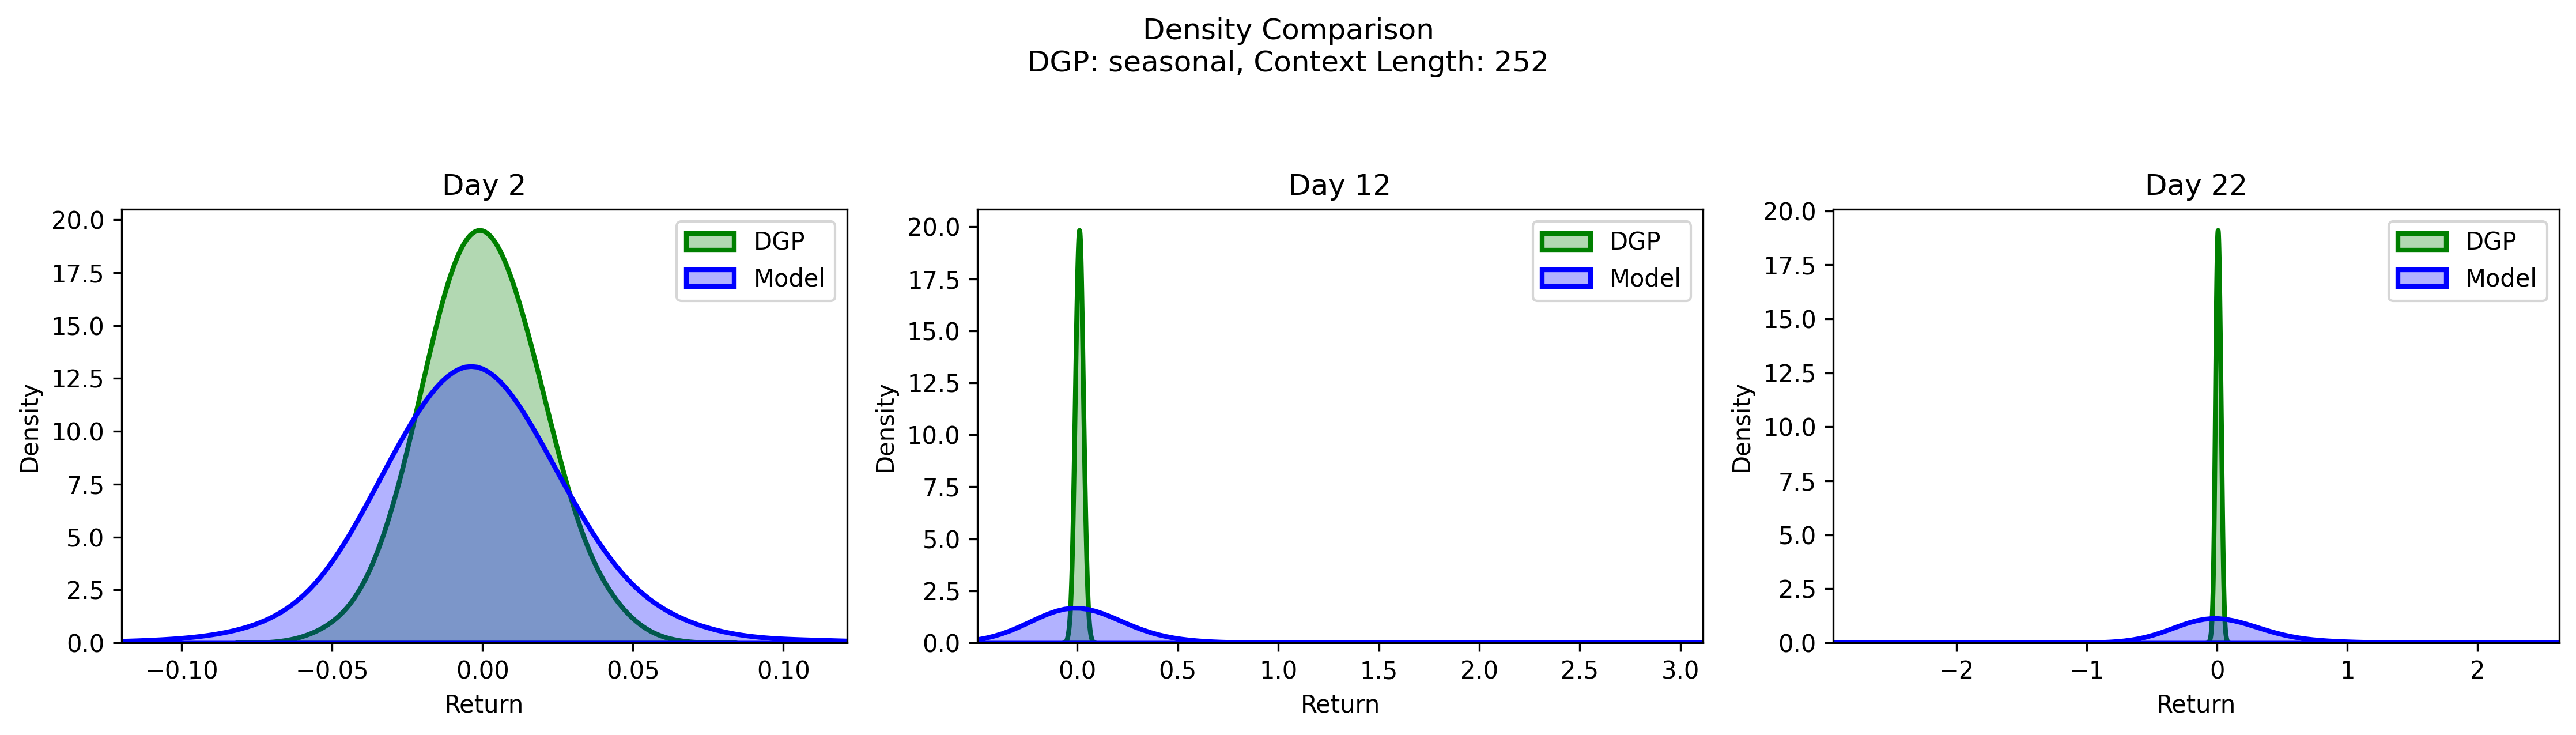 Density Comparison
DGP: seasonal, Context Length: 252
Day 2
20.0
17.5
15.0
12.5
10.0
7.5
5.0
2.5
0.0
Density
−0.10 −0.05 0.00 0.05 0.10
Return
DGP
Model
Day 12
20.0
17.5
15.0
12.5
10.0
7.5
5.0
2.5
0.0
Density
0.0 0.5 1.0 1.5 2.0 2.5 3.0
Return
DGP
Model
Day 22
20.0
17.5
15.0
12.5
10.0
7.5
5.0
2.5
0.0
Density
−2 −1 0 1 2
Return
DGP
Model